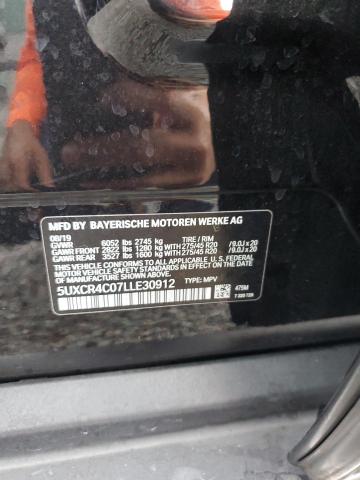 MFD BY BAYERISCHE MOTOREN WERKE AG
08/19 TIRE / RIM
GVWR 6052 lbs 2745 kg
GAWR FRONT 2822 lbs 1280 kg WITH 275/45 R20 /9.0J x 20
GAWR REAR 3527 lbs 1600 kg WITH 275/45 R20 /9.0J x 20
THIS VEHICLE CONFORMS TO ALL APPLICABLE U.S. FEDERAL
MOTOR VEHICLE SAFETY STANDARDS IN EFFECT ON THE DATE
OF MANUFACTURE SHOWN ABOVE.
5UXCR4C07LLE30912 TYPE: MPV 475M